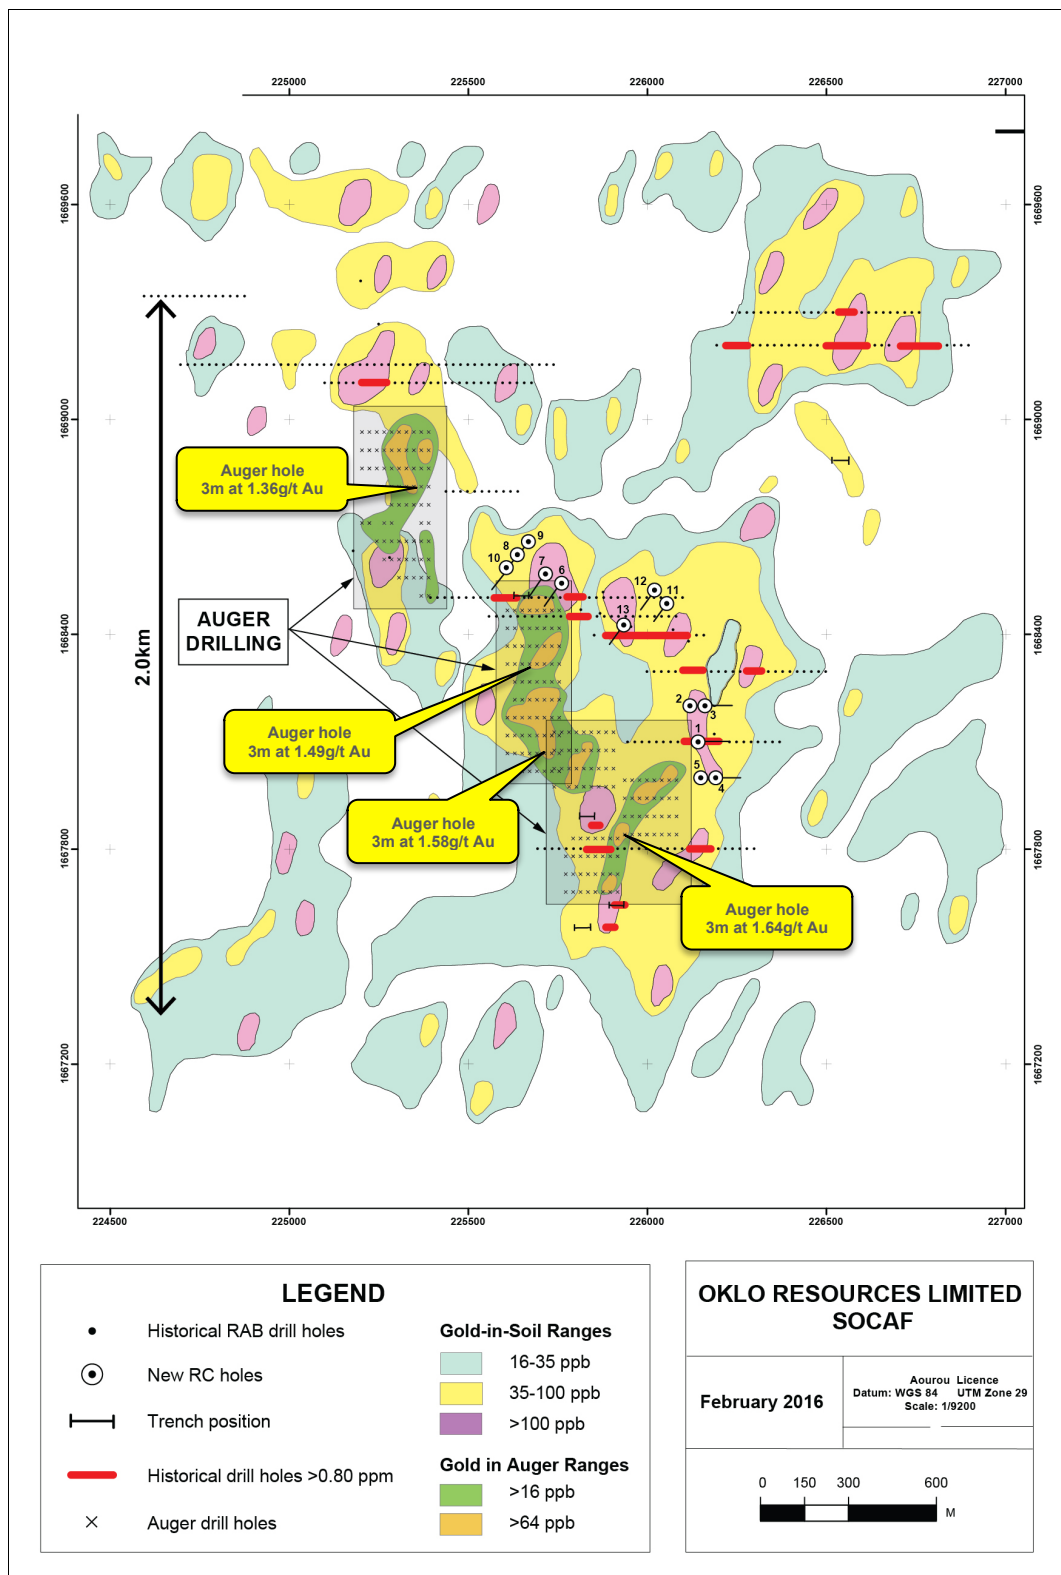 225000
225500
226000
226500
227000
1669600
1669600
1669000
1669000
Auger hole
3m at 1.36g/t Au
8
9
10
7
6
12
11
13
AUGER
DRILLING
1668400
1668400
2.0km
2
3
1
5
4
Auger hole
3m at 1.49g/t Au
Auger hole
3m at 1.58g/t Au
1667800
1667800
Auger hole
3m at 1.64g/t Au
1667200
1667200
224500
225000
225500
226000
226500
227000
LEGEND
Historical RAB drill holes
New RC holes
Trench position
Historical drill holes >0.80 ppm
Auger drill holes
Gold-in-Soil Ranges
16-35 ppb
35-100 ppb
>100 ppb
Gold in Auger Ranges
>16 ppb
>64 ppb
OKLO RESOURCES LIMITED
SOCAF
February 2016
Aourou Licence
Datum: WGS 84 UTM Zone 29
Scale: 1/9200
0 150 300 600
M